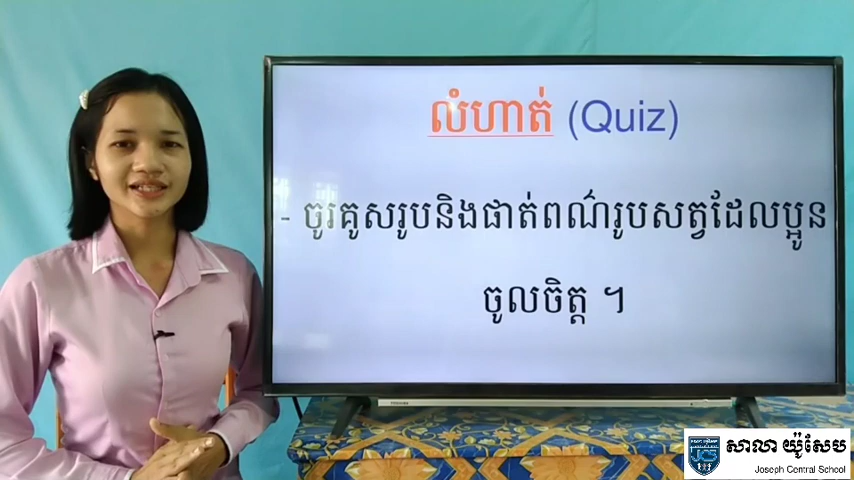 លំហាត់ (Quiz)
- ចូរគូសរូបនិងផាត់ពណ៌រូបសត្វដែលប្អូន
ចូលចិត្ត ។
TOSHIBA
សាលា យ៉ូសែប
JCS
Joseph Central School